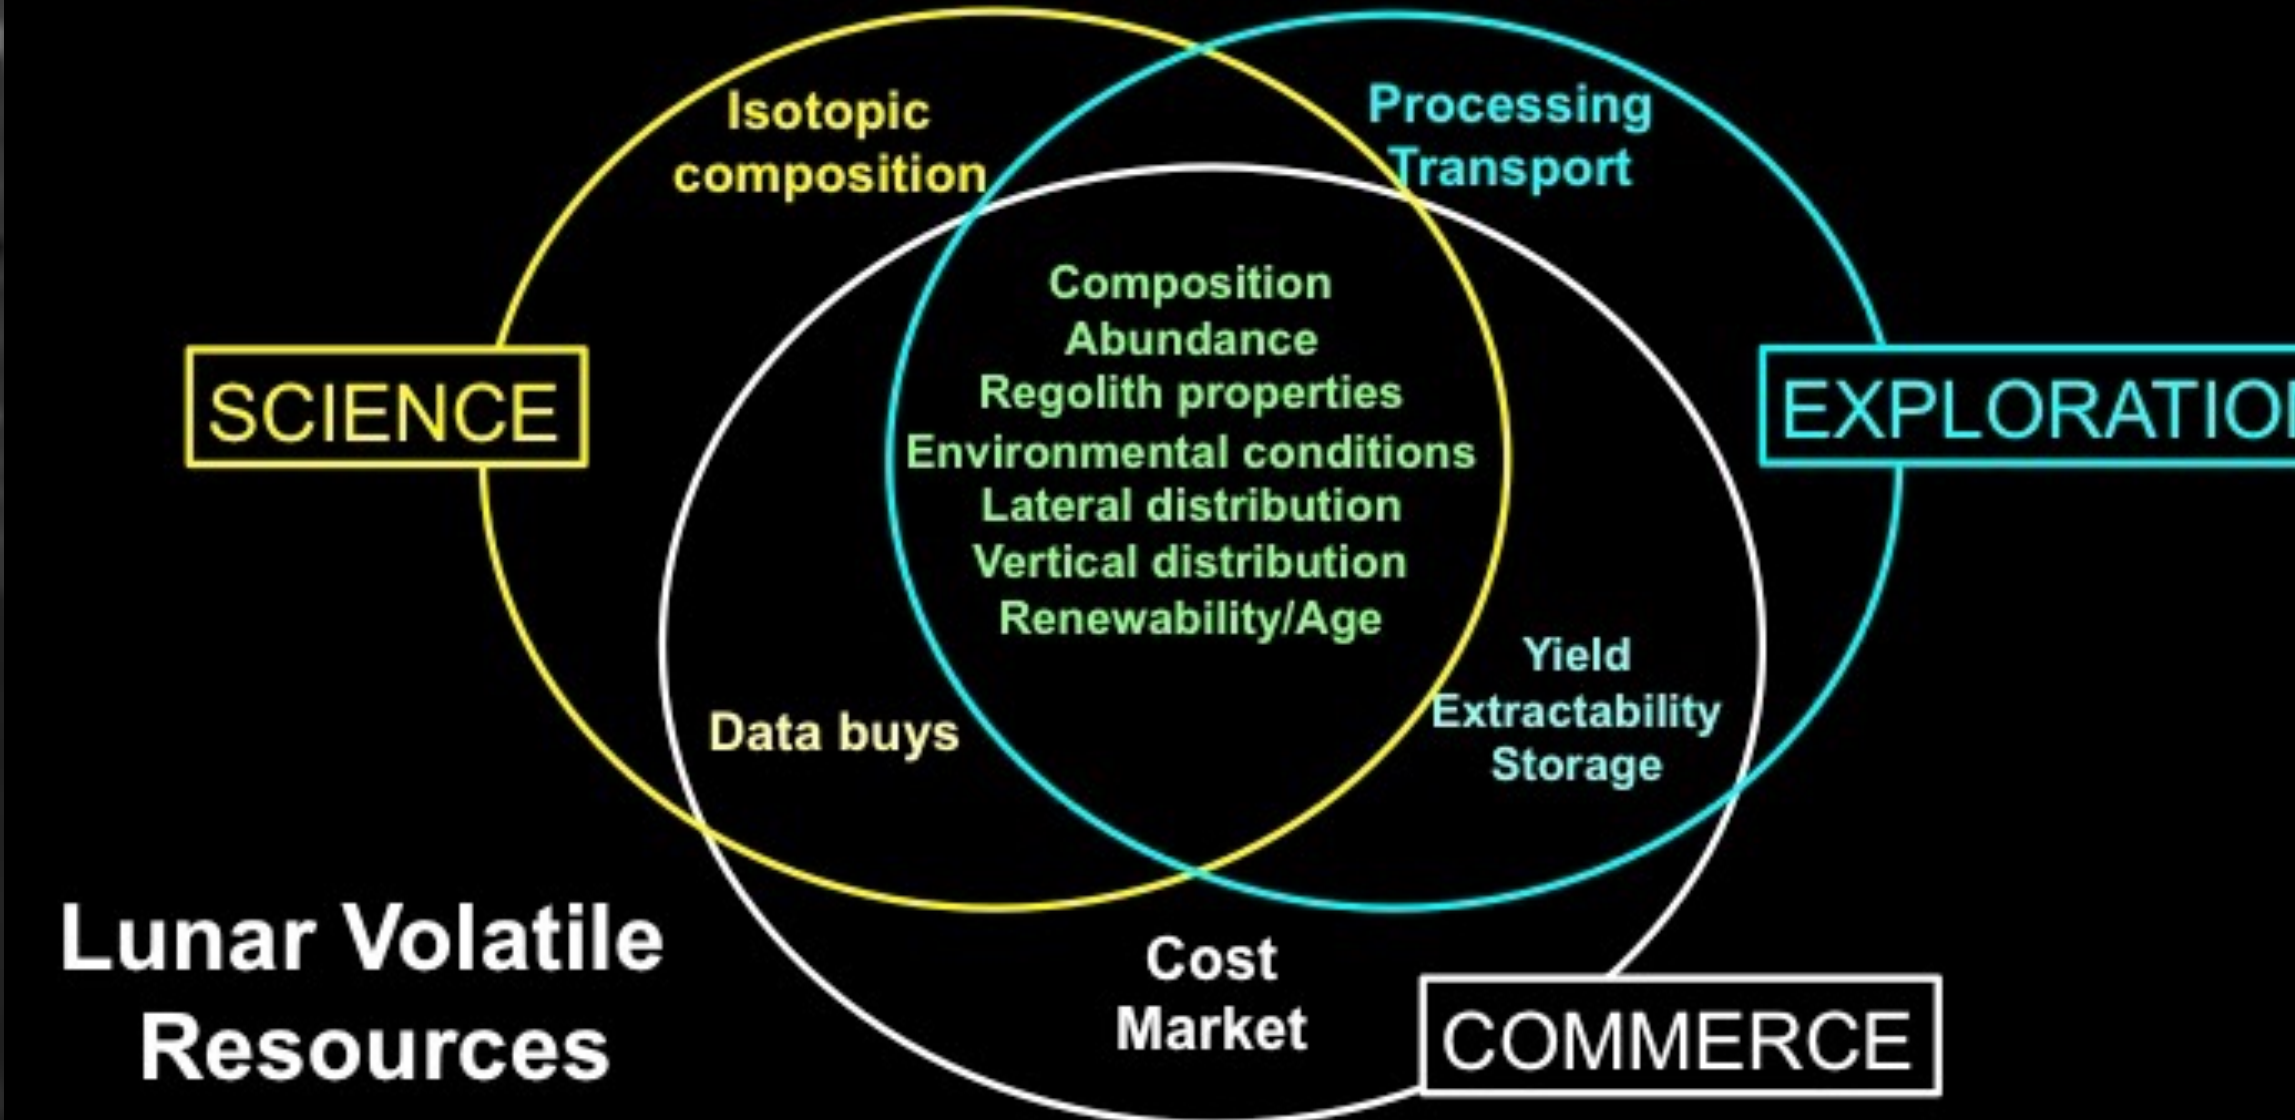 Isotopic
composition
Processing
Transport
Composition
Abundance
Regolith properties
Environmental conditions
Lateral distribution
Vertical distribution
Renewability/Age
SCIENCE
Yield
Extractability
Storage
Data buys
Lunar Volatile
Resources
Cost
Market
COMMERCE